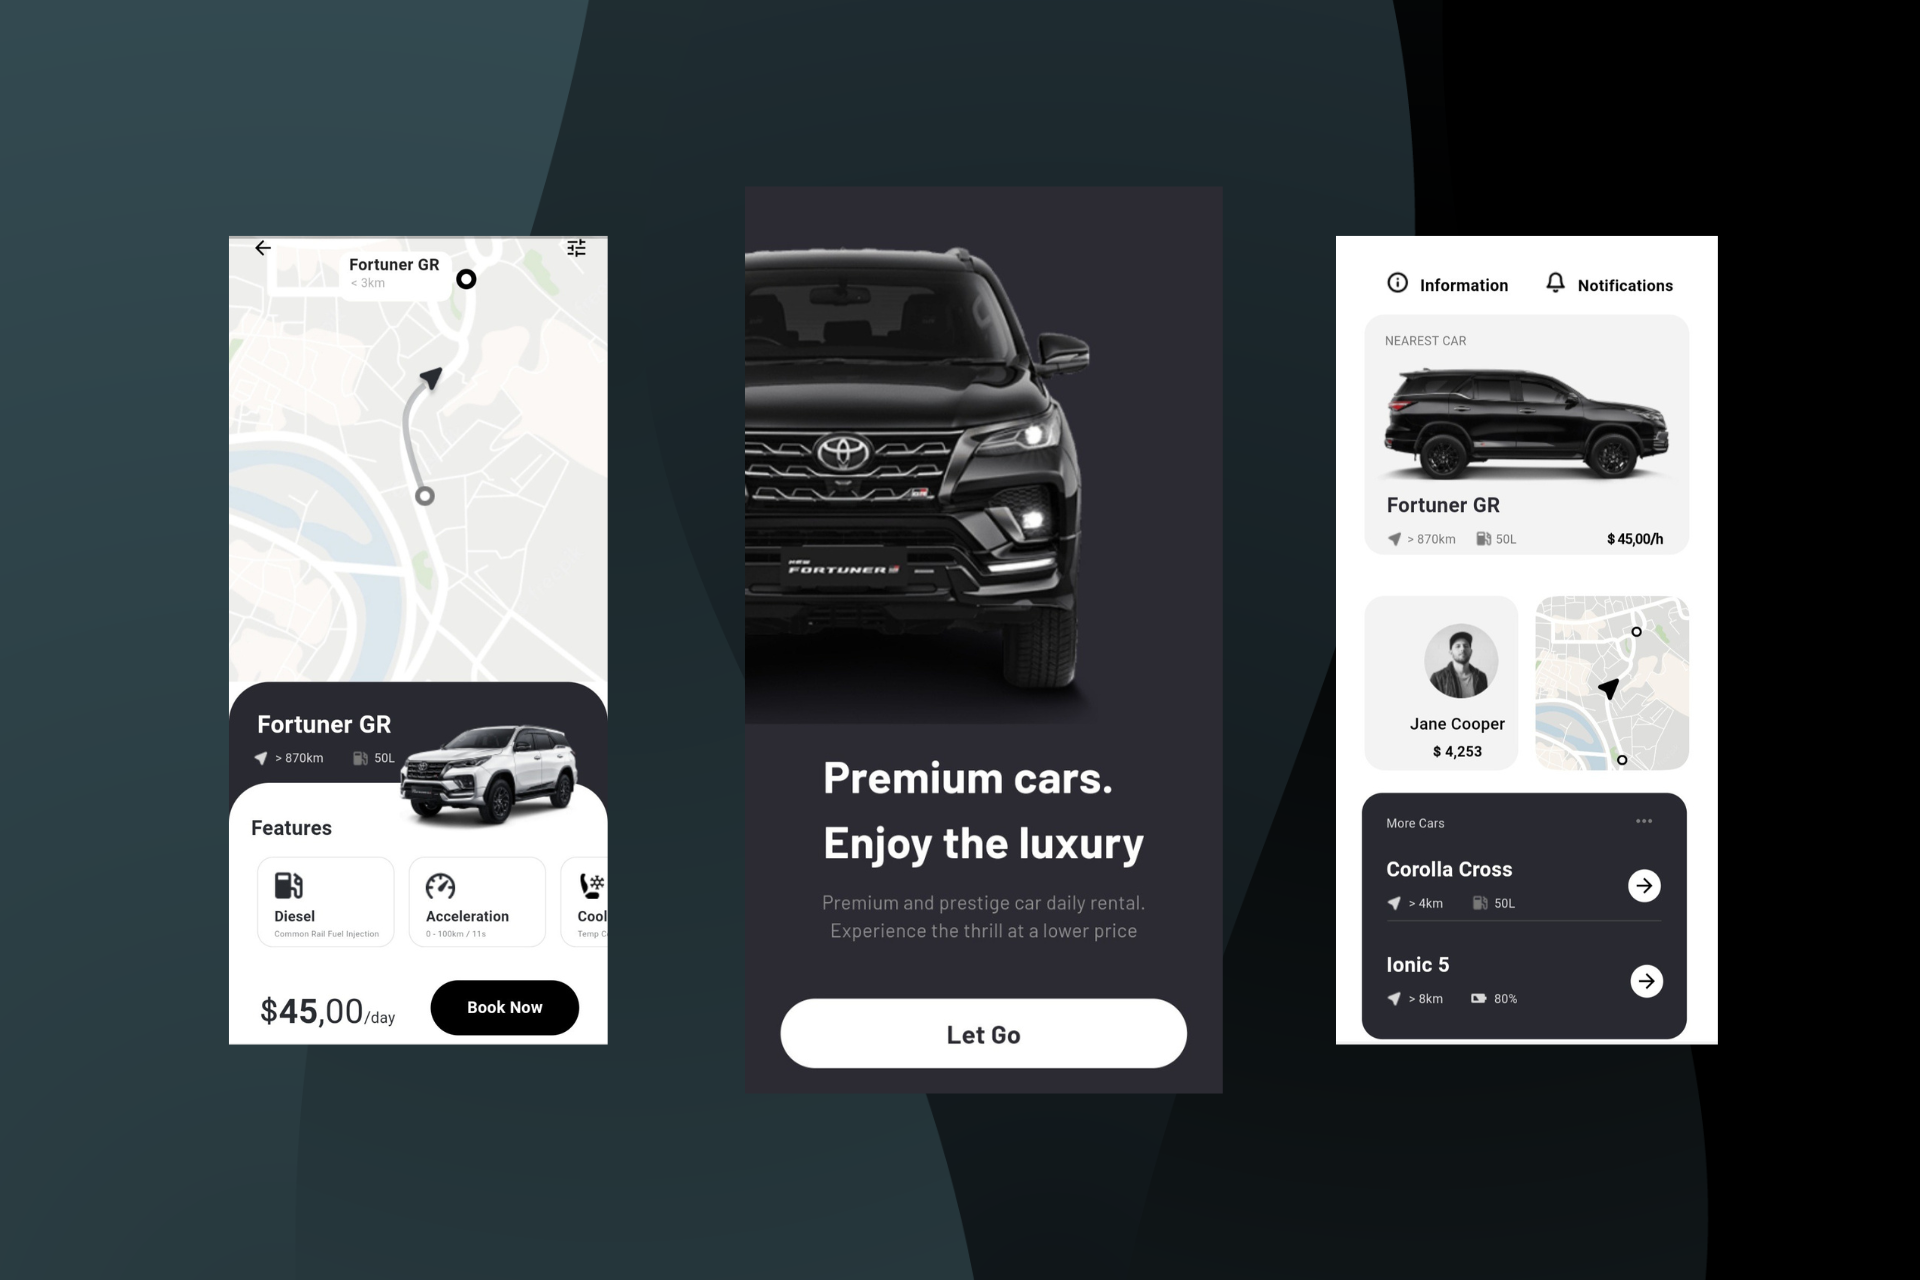 Fortuner GR
< 3km
Fortuner GR
> 870km 50L
Features
Diesel
Common Rail Fuel Injection
Acceleration
0 - 100km / 11s
Cool
Temp C
$45,00/day
Book Now
NEW
FORTUNER GR
Premium cars.
Enjoy the luxury
Premium and prestige car daily rental.
Experience the thrill at a lower price
Let Go
Information
Notifications
NEAREST CAR
Fortuner GR
> 870km 50L $ 45,00/h
Jane Cooper
$ 4,253
More Cars
Corolla Cross
> 4km 50L
Ionic 5
> 8km 80%